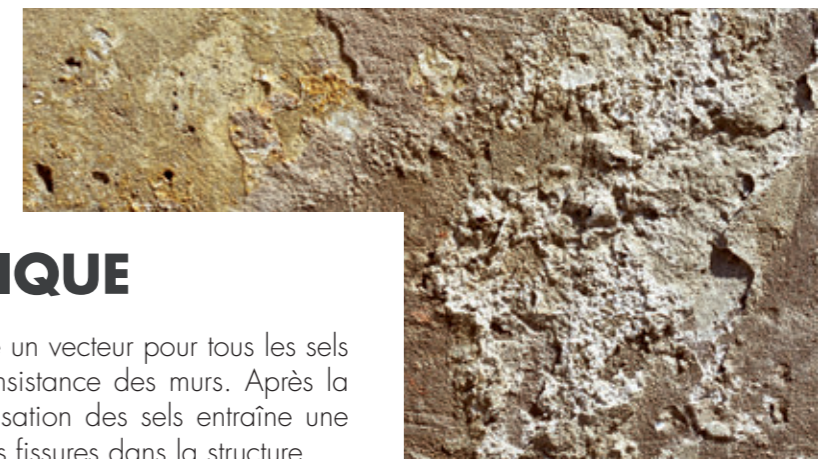 IQUE
un vecteur pour tous les sels
nsistance des murs. Après la
sation des sels entraîne une
s fissures dans la structure